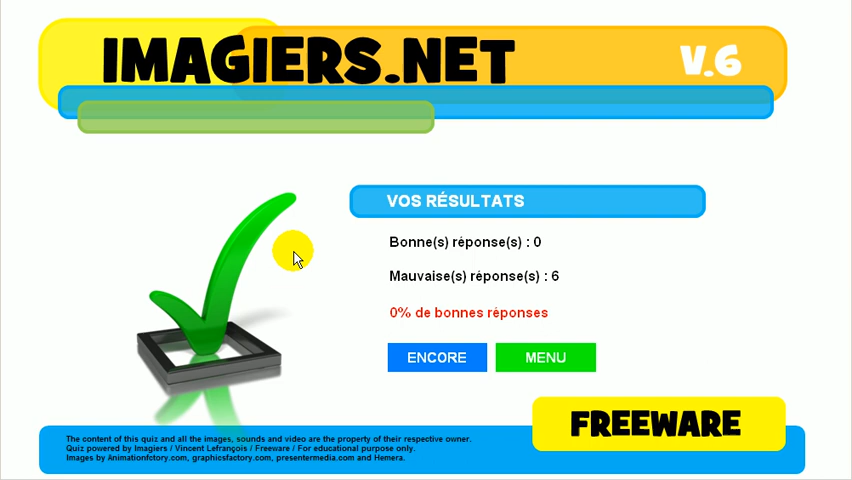 IMAGIERS.NET
V.6
VOS RÉSULTATS
Bonne(s) réponse(s) : 0
Mauvaise(s) réponse(s) : 6
0% de bonnes réponses
ENCORE
MENU
FREEWARE
The content of this quiz and all the images, sounds and video are the property of their respective owner.
Quiz powered by Imagiers / Vincent Lefrançois / Freeware / For educational purpose only.
Images by Animationfctory.com, graphicsfactory.com, presentermedia.com and Hemera.